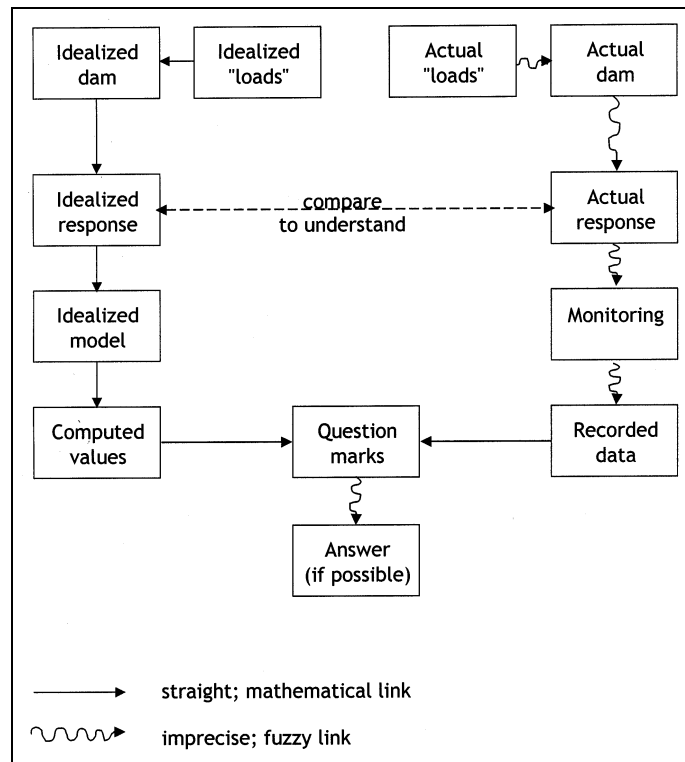 Idealized
dam
Idealized
"loads"
Actual
"loads"
Actual
dam
Idealized
response
compare
to understand
Actual
response
Idealized
model
Monitoring
Computed
values
Question
marks
Recorded
data
Answer
(if possible)
straight; mathematical link
imprecise; fuzzy link